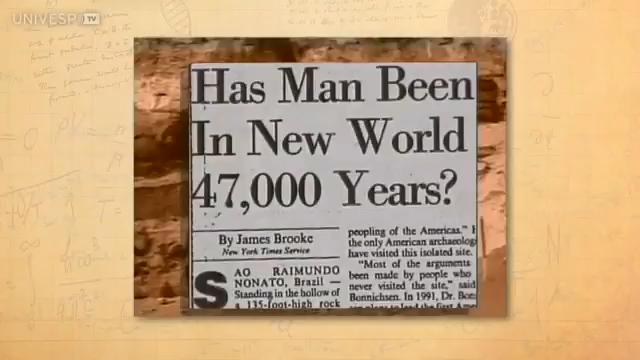 UNIVESP TV
Has Man Been
In New World
47,000 Years?
By James Brooke
New York Times Service
SAO RAIMUNDO
NONATO, Brazil —
Standing in the hollow of
a 135-foot-high rock
peopling of the Americas."
the only American
have visited this isolated site.
"Most of the arguments
been made by people who
never visited the site," said
Bonnichsen. In 1991, Dr.